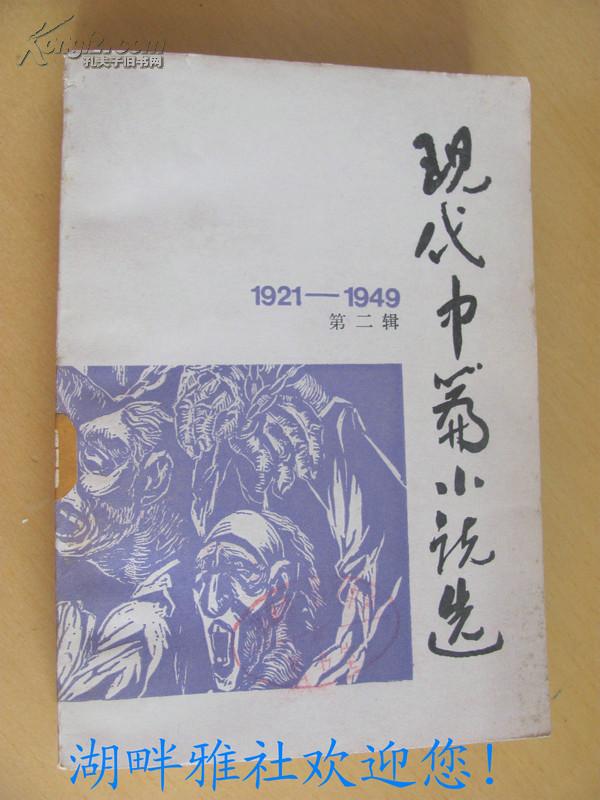 Kongfz.com
孔夫子旧书网
现代中篇小说选
1921—1949
第二辑
湖畔雅社欢迎您！